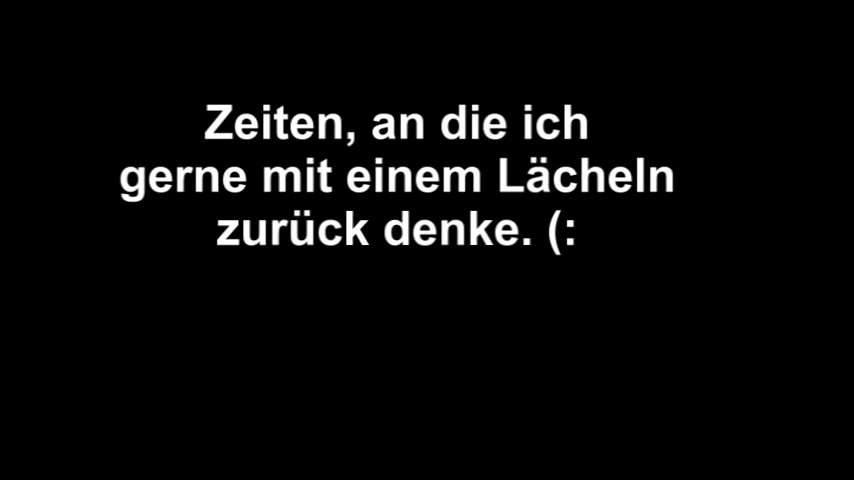 Zeiten, an die ich
gerne mit einem Lächeln
zurück denke. (: